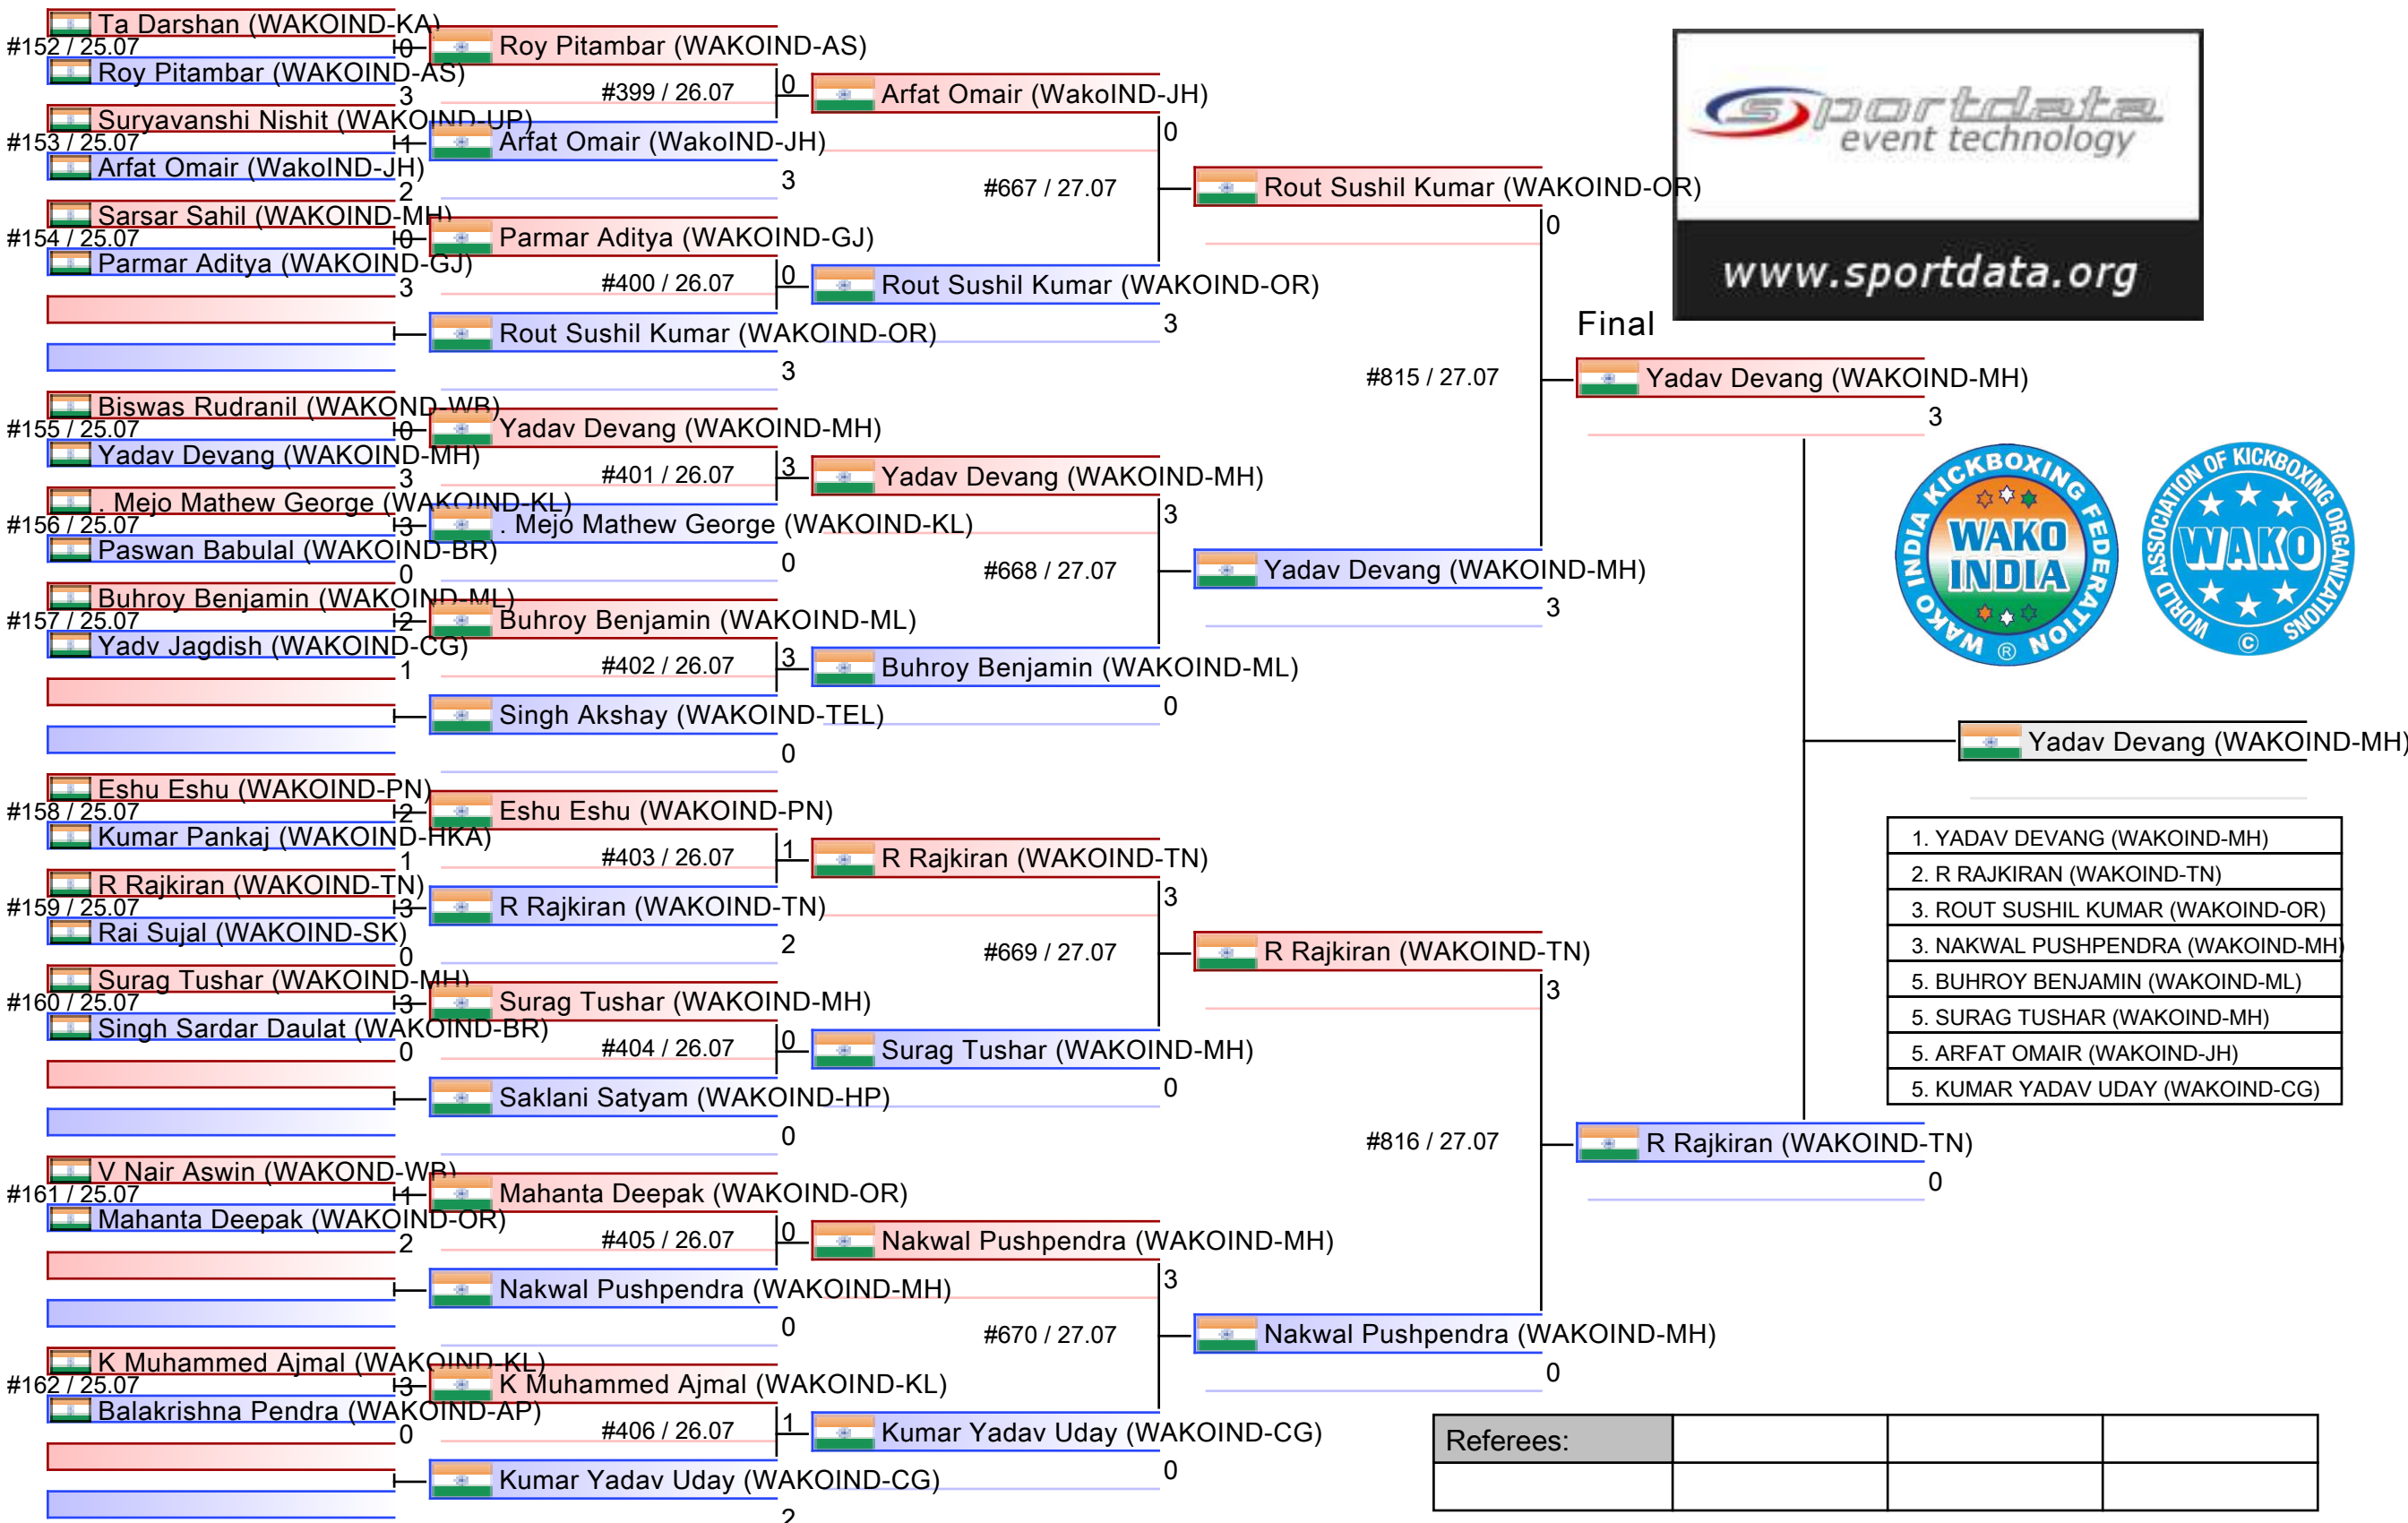 Ta Darshan (WAKOIND-KA)
#152 / 25.07
0
Roy Pitambar (WAKOIND-AS)
3
Suryavanshi Nishit (WAKOIND-UP)
#153 / 25.07
1
Arfat Omair (WakoIND-JH)
2
Sarsar Sahil (WAKOIND-MH)
#154 / 25.07
0
Parmar Aditya (WAKOIND-GJ)
3
Biswas Rudranil (WAKOND-WB)
#155 / 25.07
0
Yadav Devang (WAKOIND-MH)
3
. Mejo Mathew George (WAKOIND-KL)
#156 / 25.07
3
Paswan Babulal (WAKOIND-BR)
0
Buhroy Benjamin (WAKOIND-ML)
#157 / 25.07
2
Yadv Jagdish (WAKOIND-CG)
1
Eshu Eshu (WAKOIND-PN)
#158 / 25.07
2
Kumar Pankaj (WAKOIND-HKA)
1
R Rajkiran (WAKOIND-TN)
#159 / 25.07
3
Rai Sujal (WAKOIND-SK)
0
Surag Tushar (WAKOIND-MH)
#160 / 25.07
3
Singh Sardar Daulat (WAKOIND-BR)
0
V Nair Aswin (WAKOND-WB)
#161 / 25.07
1
Mahanta Deepak (WAKOIND-OR)
2
K Muhammed Ajmal (WAKOIND-KL)
#162 / 25.07
3
Balakrishna Pendra (WAKOIND-AP)
0
Roy Pitambar (WAKOIND-AS)
#399 / 26.07
0
Arfat Omair (WakoIND-JH)
3
Parmar Aditya (WAKOIND-GJ)
#400 / 26.07
0
Rout Sushil Kumar (WAKOIND-OR)
3
Yadav Devang (WAKOIND-MH)
#401 / 26.07
3
. Mejo Mathew George (WAKOIND-KL)
0
Buhroy Benjamin (WAKOIND-ML)
#402 / 26.07
3
Singh Akshay (WAKOIND-TEL)
0
Eshu Eshu (WAKOIND-PN)
#403 / 26.07
1
R Rajkiran (WAKOIND-TN)
2
Surag Tushar (WAKOIND-MH)
#404 / 26.07
0
Saklani Satyam (WAKOIND-HP)
0
Mahanta Deepak (WAKOIND-OR)
#405 / 26.07
0
Nakwal Pushpendra (WAKOIND-MH)
0
K Muhammed Ajmal (WAKOIND-KL)
#406 / 26.07
1
Kumar Yadav Uday (WAKOIND-CG)
2
Arfat Omair (WakoIND-JH)
0
#667 / 27.07
Rout Sushil Kumar (WAKOIND-OR)
3
Yadav Devang (WAKOIND-MH)
3
#668 / 27.07
Buhroy Benjamin (WAKOIND-ML)
0
R Rajkiran (WAKOIND-TN)
3
#669 / 27.07
Surag Tushar (WAKOIND-MH)
0
Nakwal Pushpendra (WAKOIND-MH)
3
#670 / 27.07
Kumar Yadav Uday (WAKOIND-CG)
0
Rout Sushil Kumar (WAKOIND-OR)
0
#815 / 27.07
Yadav Devang (WAKOIND-MH)
3
R Rajkiran (WAKOIND-TN)
3
#816 / 27.07
Nakwal Pushpendra (WAKOIND-MH)
0
sportdata
event technology
www.sportdata.org
Final
Yadav Devang (WAKOIND-MH)
3
R Rajkiran (WAKOIND-TN)
0
WAKO INDIA KICKBOXING FEDERATION
WAKO
INDIA
®
WORLD ASSOCIATION OF KICKBOXING ORGANIZATIONS
WAKO
©
Yadav Devang (WAKOIND-MH)
1. YADAV DEVANG (WAKOIND-MH)
2. R RAJKIRAN (WAKOIND-TN)
3. ROUT SUSHIL KUMAR (WAKOIND-OR)
3. NAKWAL PUSHPENDRA (WAKOIND-MH)
5. BUHROY BENJAMIN (WAKOIND-ML)
5. SURAG TUSHAR (WAKOIND-MH)
5. ARFAT OMAIR (WAKOIND-JH)
5. KUMAR YADAV UDAY (WAKOIND-CG)
Referees: